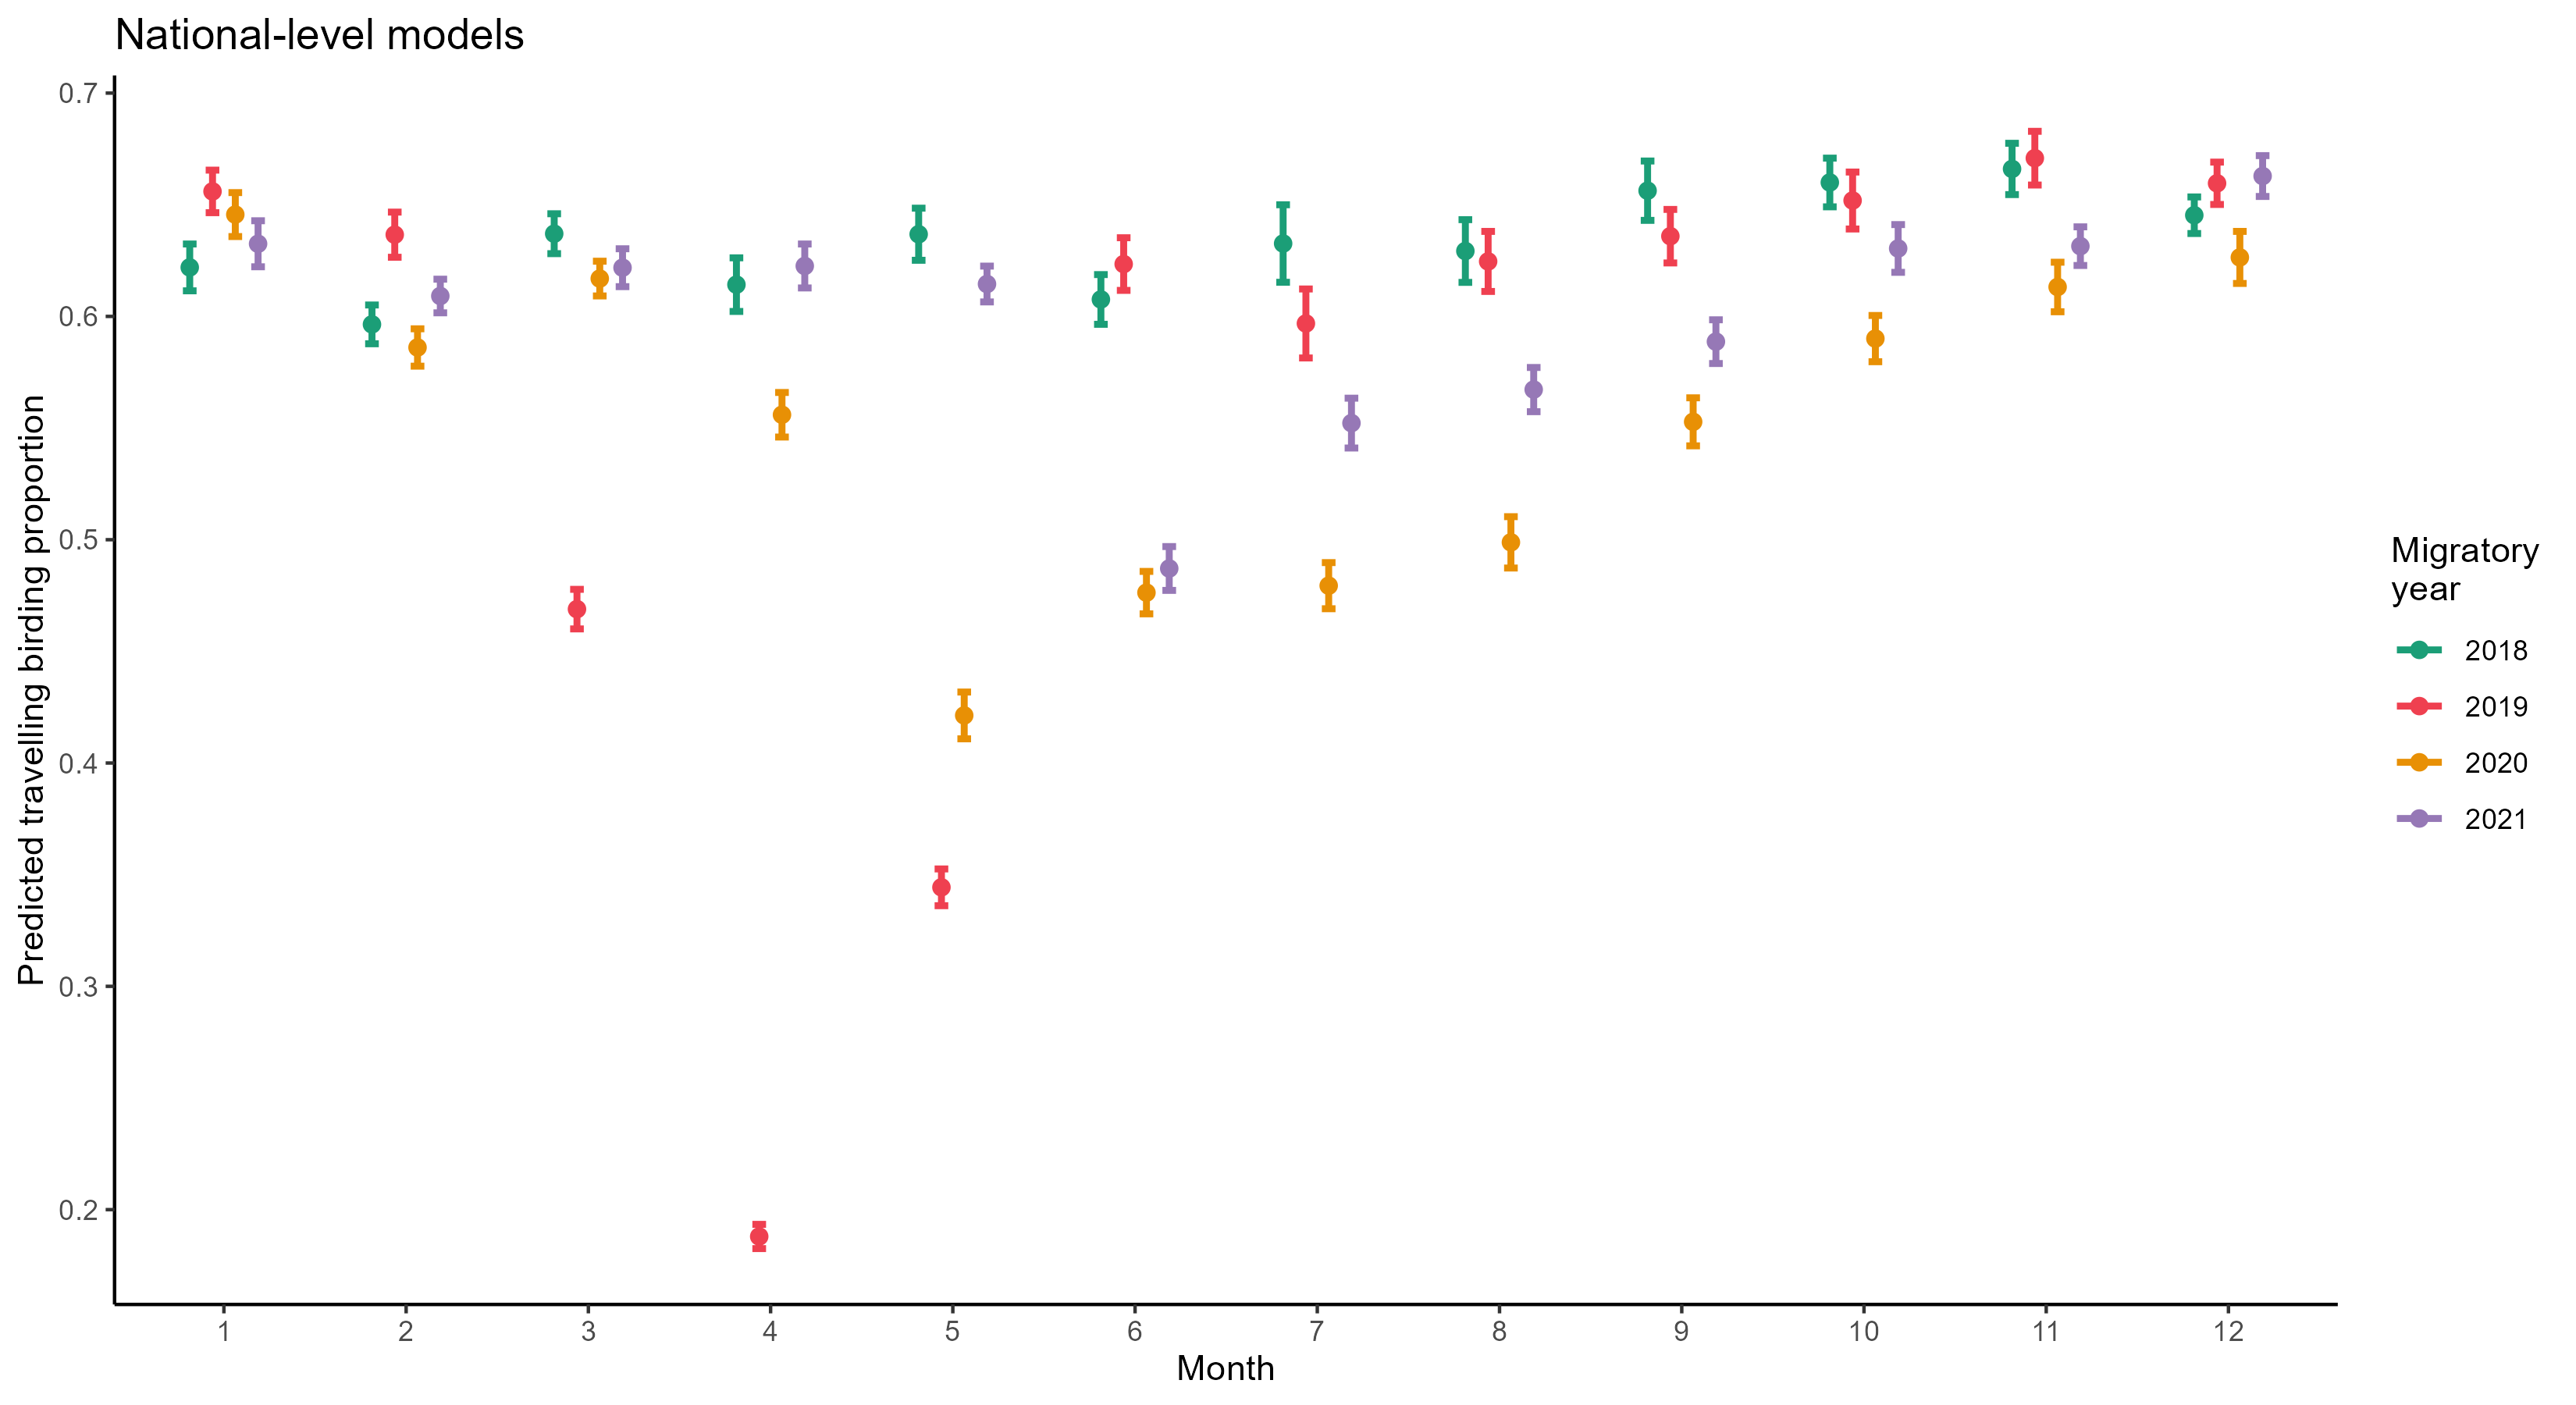 National-level models
0.7
0.6
0.5
0.4
0.3
0.2
Predicted travelling birding proportion
1 2 3 4 5 6 7 8 9 10 11 12
Month
Migratory
year
2018
2019
2020
2021